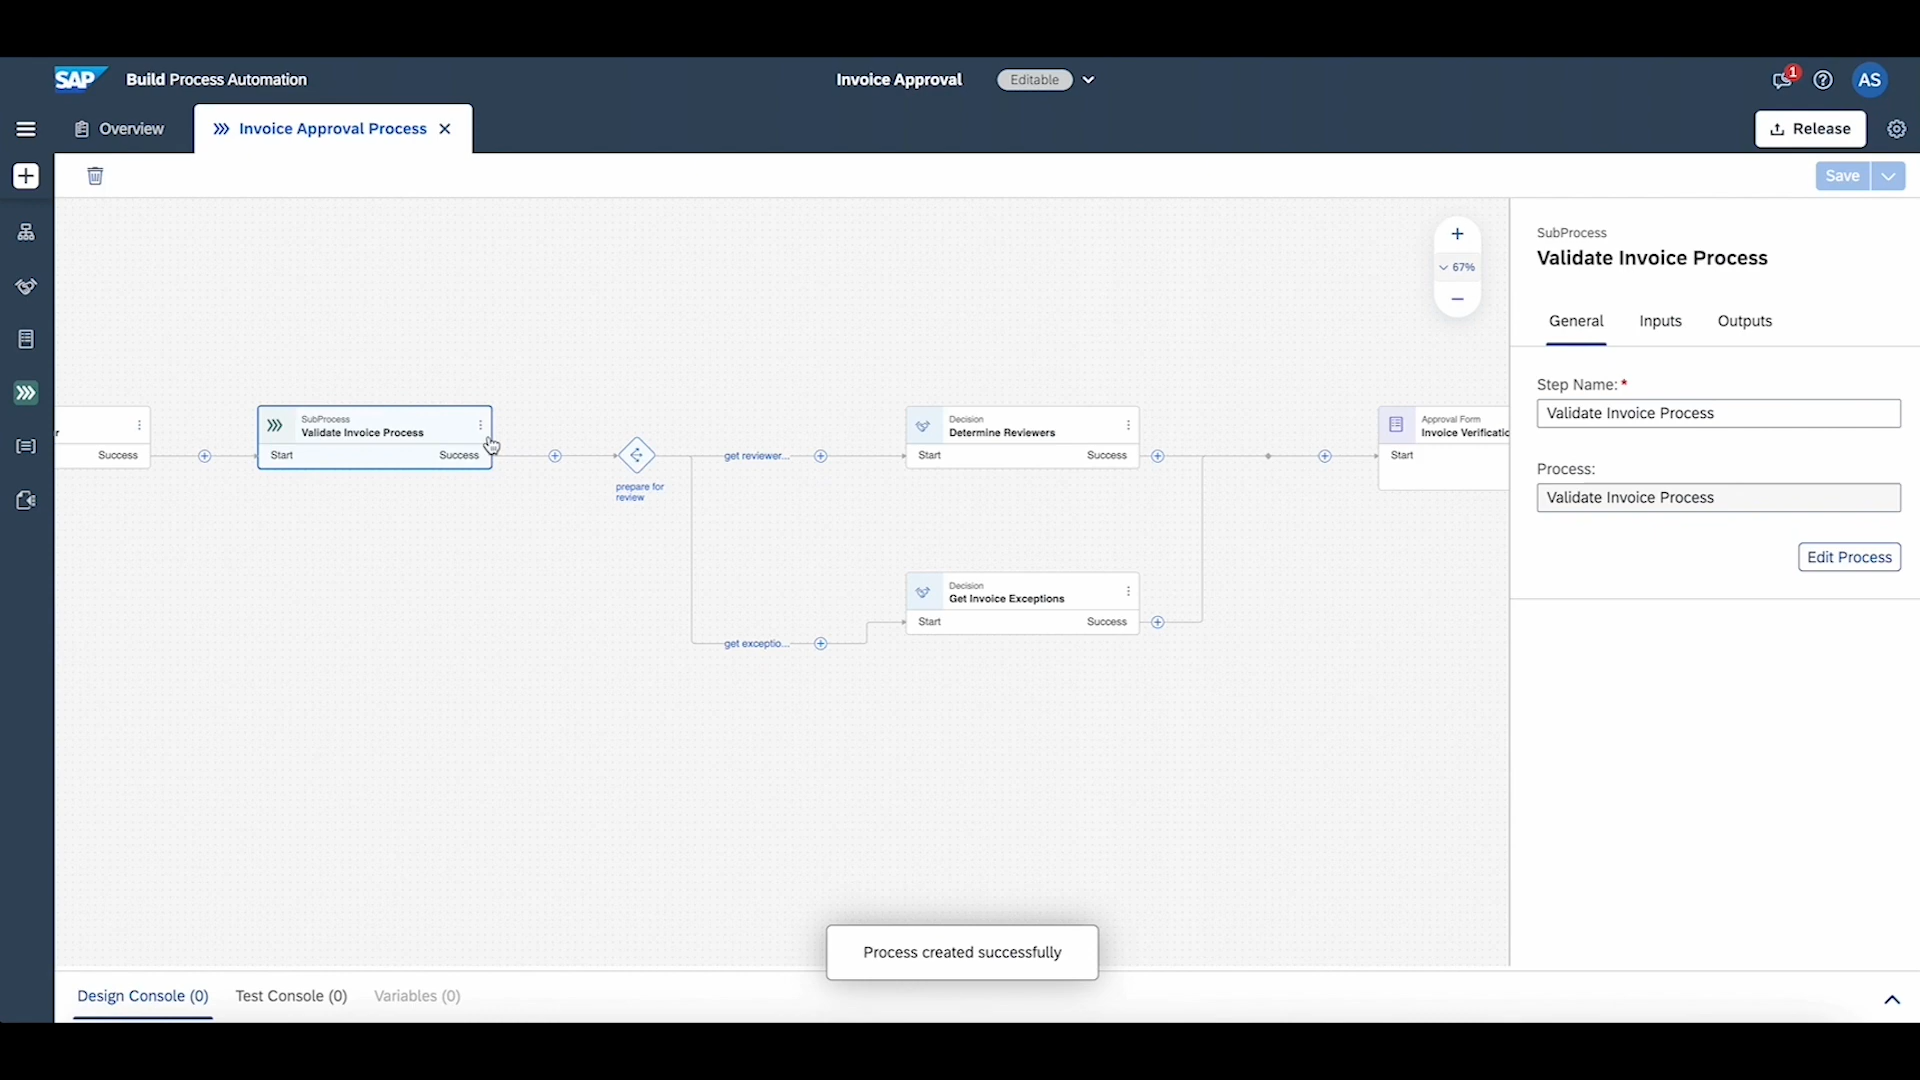 SAP Build Process Automation
Invoice Approval
Editable
1
AS
Overview
Invoice Approval Process
Release
Save
67%
SubProcess
Validate Invoice Process
General
Inputs
Outputs
Step Name: *
Validate Invoice Process
Process:
Validate Invoice Process
Edit Process
r
Success
SubProcess
Validate Invoice Process
Start
Success
prepare for
review
get reviewer...
Decision
Determine Reviewers
Start
Success
Approval Form
Invoice Verificatio
Start
get exceptio...
Decision
Get Invoice Exceptions
Start
Success
Process created successfully
Design Console (0)
Test Console (0)
Variables (0)